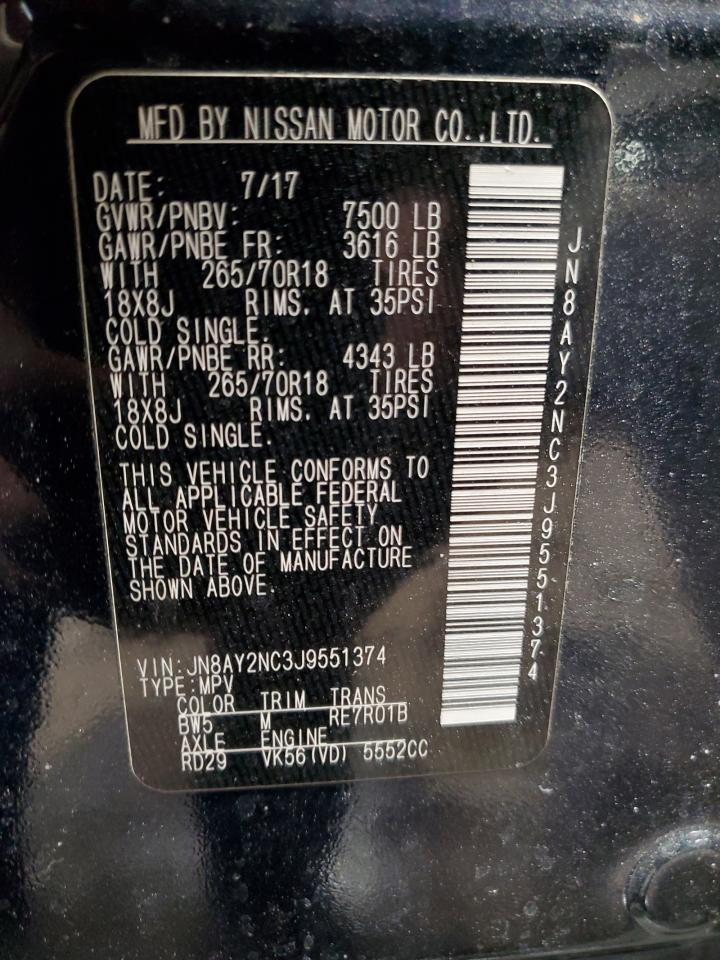 MFD BY NISSAN MOTOR CO.,LTD.
DATE: 7/17
GVWR/PNBV: 7500 LB
GAWR/PNBE FR: 3616 LB
WITH 265/70R18 TIRES
18X8J RIMS. AT 35PSI
COLD SINGLE.
GAWR/PNBE RR: 4343 LB
WITH 265/70R18 TIRES
18X8J RIMS. AT 35PSI
COLD SINGLE.
THIS VEHICLE CONFORMS TO
ALL APPLICABLE FEDERAL
MOTOR VEHICLE SAFETY
STANDARDS IN EFFECT ON
THE DATE OF MANUFACTURE
SHOWN ABOVE.
VIN:JN8AY2NC3J9551374
TYPE:MPV
COLOR TRIM TRANS
BW5 M RE7R01B
AXLE ENGINE
RD29 VK56(VD) 5552CC
JN8AY2NC3J9551374